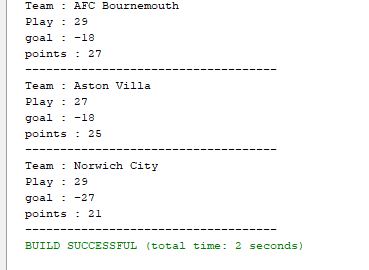 Team : AFC Bournemouth
Play : 29
goal : -18
points : 27
--------------------------------------
Team : Aston Villa
Play : 27
goal : -18
points : 25
--------------------------------------
Team : Norwich City
Play : 29
goal : -27
points : 21
--------------------------------------
BUILD SUCCESSFUL (total time: 2 seconds)